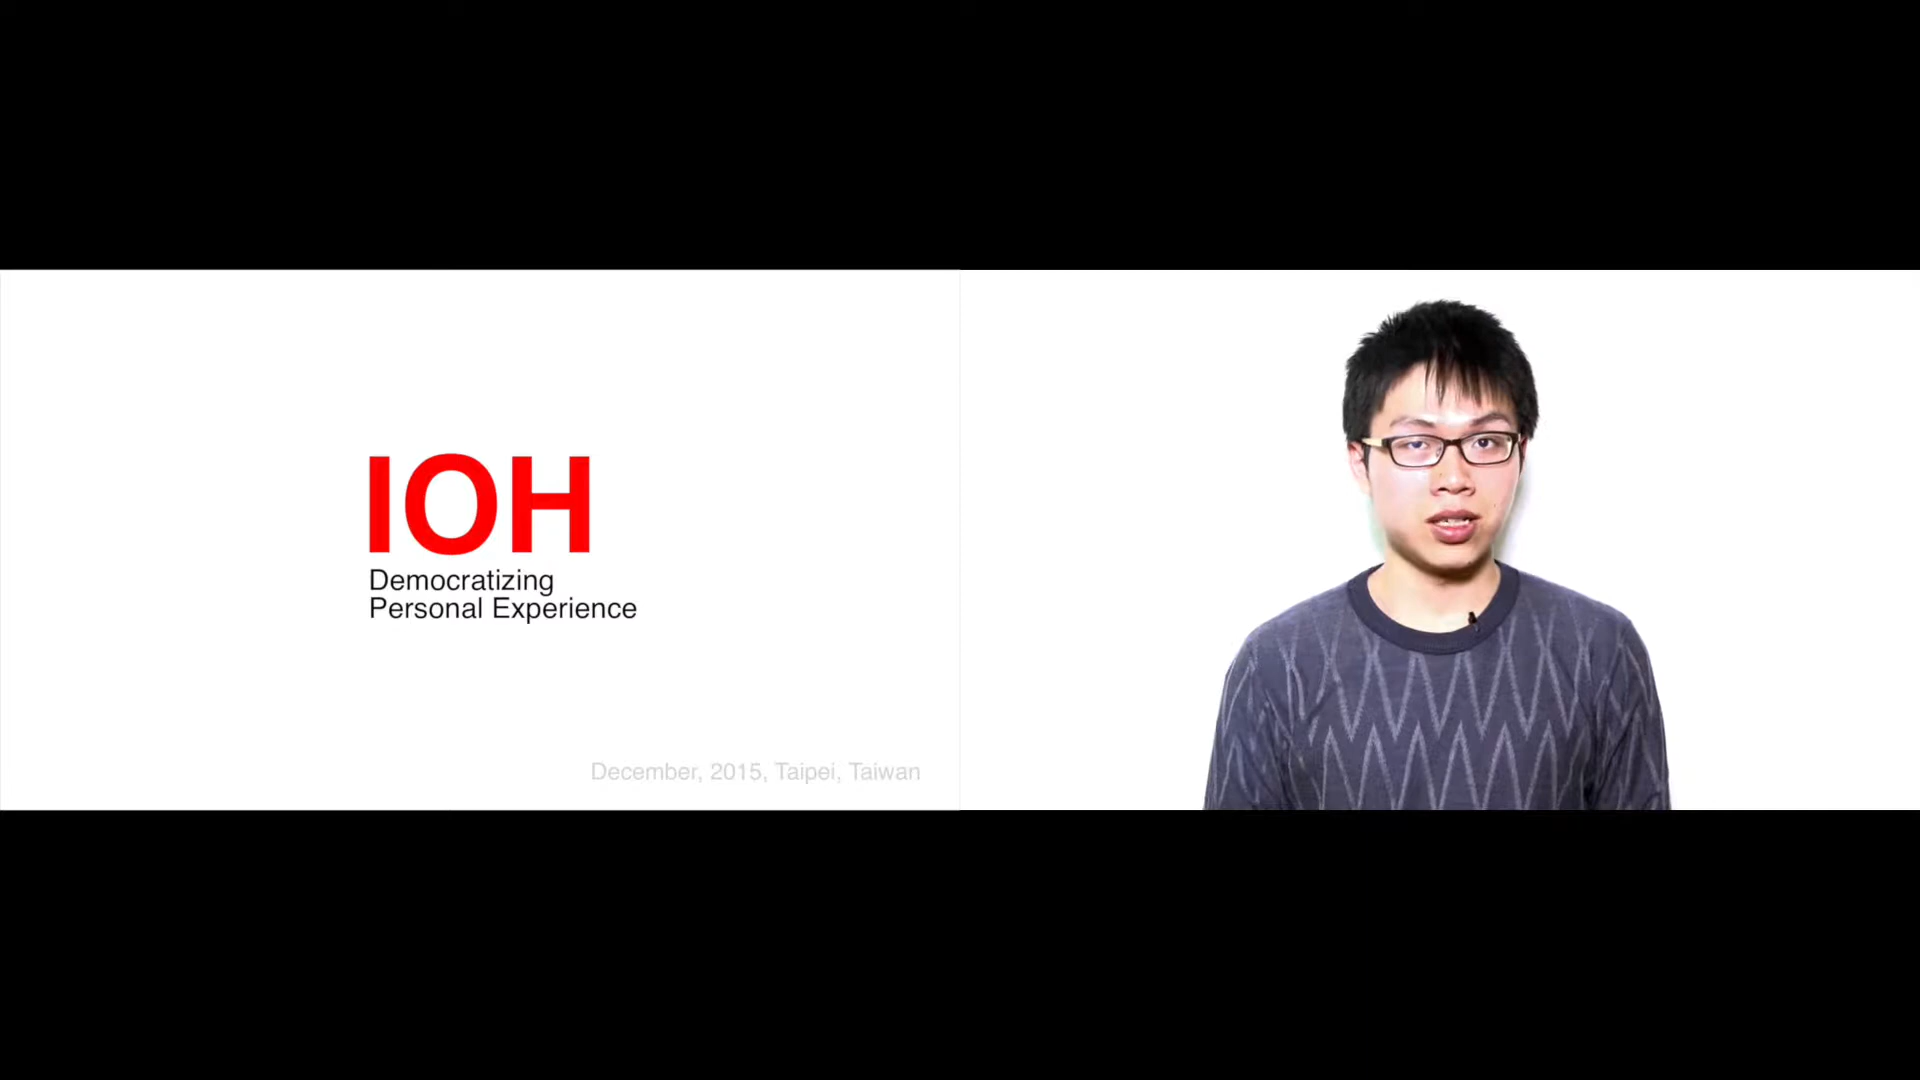 IOH
Democratizing
Personal Experience
December, 2015, Taipei, Taiwan